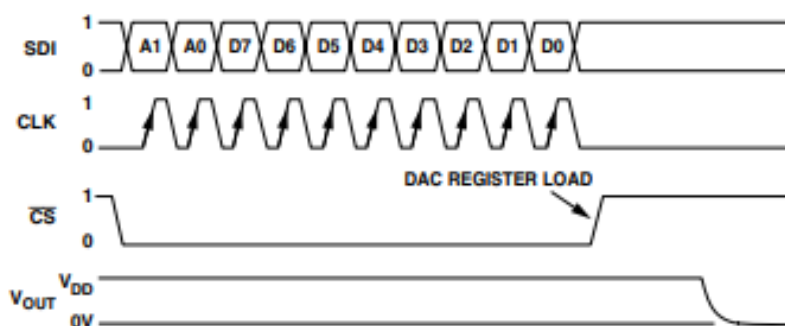 1
SDI A1 A0 D7 D6 D5 D4 D3 D2 D1 D0
0
1
CLK
0
DAC REGISTER LOAD
1
C̅S̅
0
VOUT VDD
0V